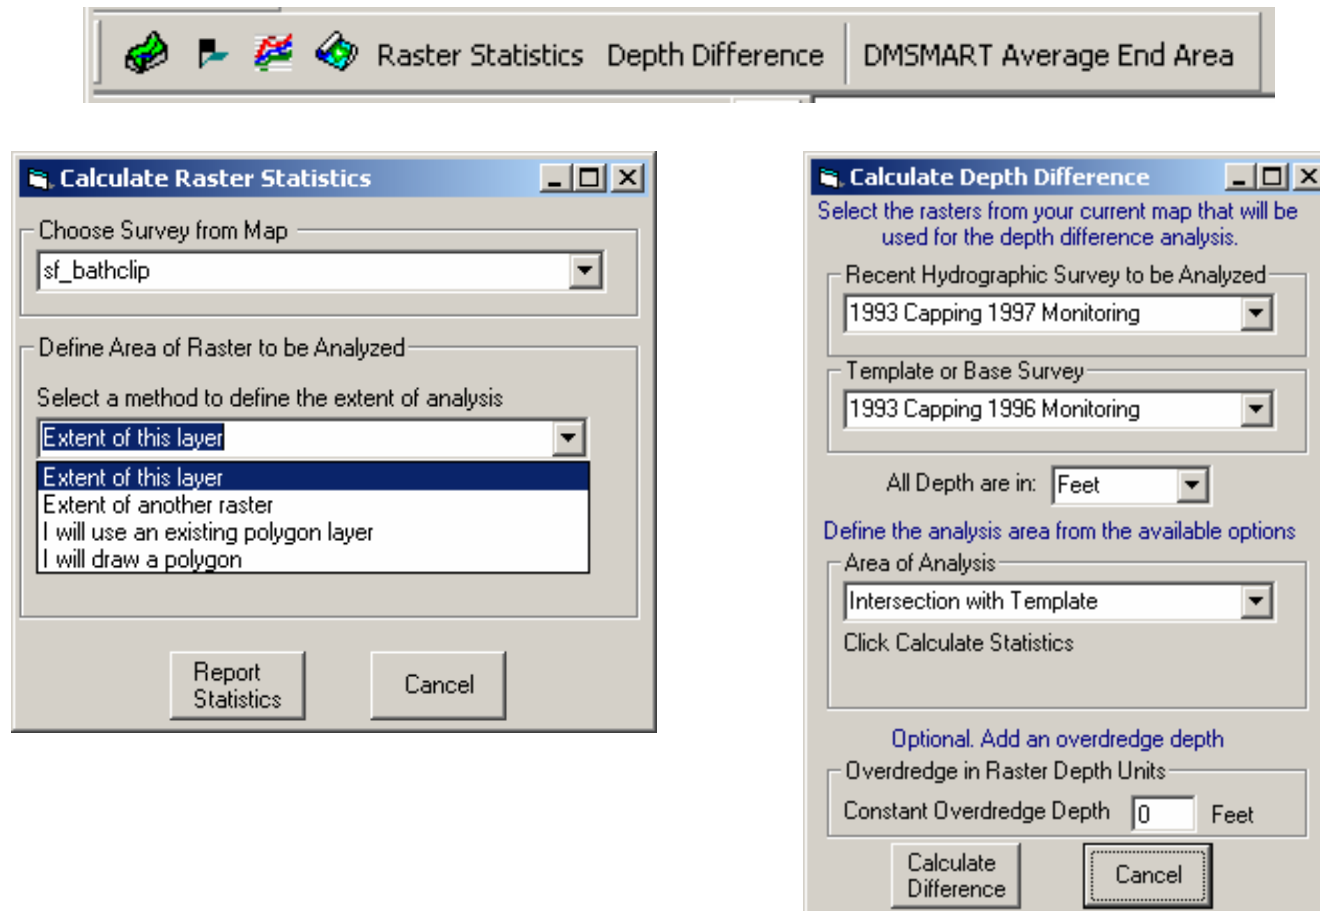 Raster Statistics Depth Difference DMSMART Average End Area
Calculate Raster Statistics
Choose Survey from Map
sf_bathclip
Define Area of Raster to be Analyzed
Select a method to define the extent of analysis
Extent of this layer
Extent of this layer
Extent of another raster
I will use an existing polygon layer
I will draw a polygon
Report
Statistics
Cancel
Calculate Depth Difference
Select the rasters from your current map that will be
used for the depth difference analysis.
Recent Hydrographic Survey to be Analyzed
1993 Capping 1997 Monitoring
Template or Base Survey
1993 Capping 1996 Monitoring
All Depth are in: Feet
Define the analysis area from the available options
Area of Analysis
Intersection with Template
Click Calculate Statistics
Optional. Add an overdredge depth
Overdredge in Raster Depth Units
Constant Overdredge Depth 0 Feet
Calculate
Difference
Cancel